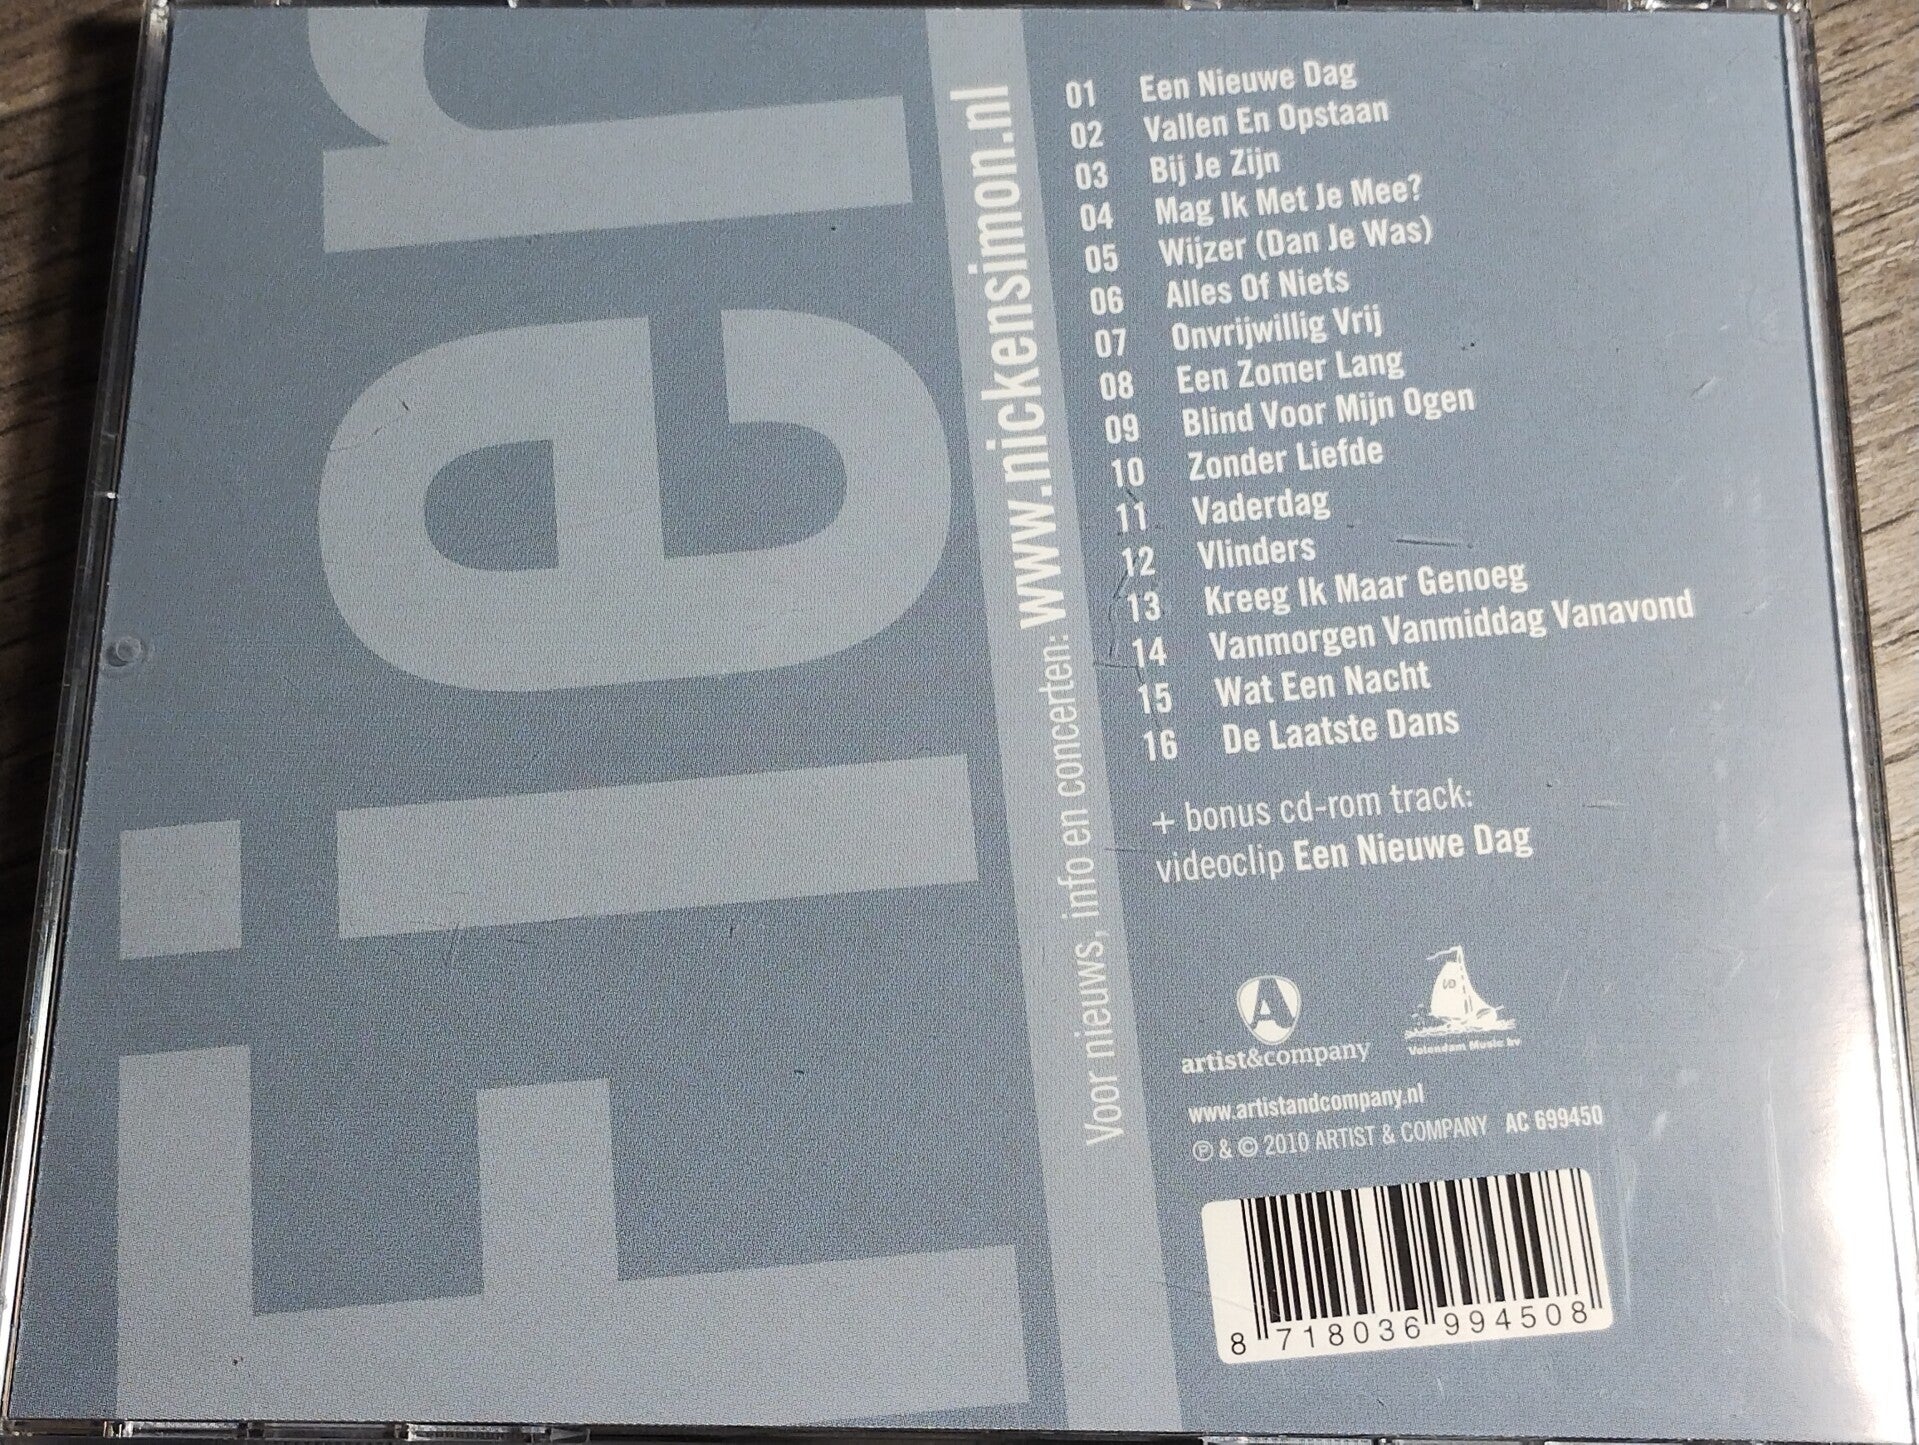 Fier
Voor nieuws, info en concerten: www.nickensimon.nl
01 Een Nieuwe Dag
02 Vallen En Opstaan
03 Bij Je Zijn
04 Mag Ik Met Je Mee?
05 Wijzer (Dan Je Was)
06 Alles Of Niets
07 Onvrijwillig Vrij
08 Een Zomer Lang
09 Blind Voor Mijn Ogen
10 Zonder Liefde
11 Vaderdag
12 Vlinders
13 Kreeg Ik Maar Genoeg
14 Vanmorgen Vanmiddag Vanavond
15 Wat Een Nacht
16 De Laatste Dans
+ bonus cd-rom track:
videoclip Een Nieuwe Dag
A
artist&company
VD
Volendam Music bv
www.artistandcompany.nl
℗ & © 2010 ARTIST & COMPANY AC 699450
8 718036 994508